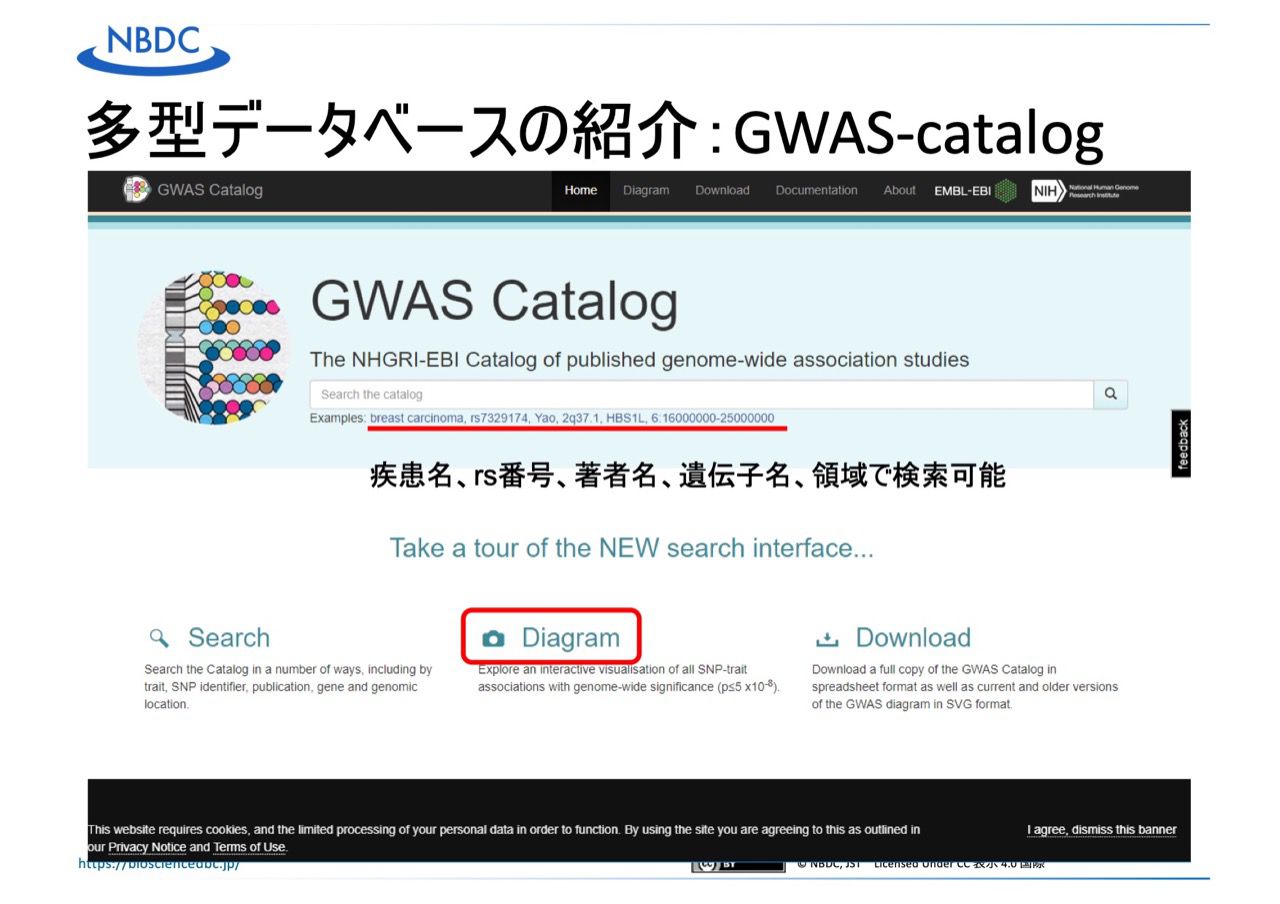 NBDC
多型データベースの紹介：GWAS-catalog
GWAS Catalog
Home Diagram Download Documentation About EMBL-EBI NIH National Human Genome Research Institute
GWAS Catalog
The NHGRI-EBI Catalog of published genome-wide association studies
Search the catalog
Examples: breast carcinoma, rs7329174, Yao, 2q37.1, HBS1L, 6:16000000-25000000
feedback
疾患名、rs番号、著者名、遺伝子名、領域で検索可能
Take a tour of the NEW search interface...
Search
Search the Catalog in a number of ways, including by
trait, SNP identifier, publication, gene and genomic
location.
Diagram
Explore an interactive visualisation of all SNP-trait
associations with genome-wide significance (p≤5 x10⁻⁸).
Download
Download a full copy of the GWAS Catalog in
spreadsheet format as well as current and older versions
of the GWAS diagram in SVG format.
This website requires cookies, and the limited processing of your personal data in order to function. By using the site you are agreeing to this as outlined in
our Privacy Notice and Terms of Use.
I agree, dismiss this banner
https://biosciencedbc.jp/
(cc) BY
© NBDC, JST Licensed Under CC 表示 4.0 国際